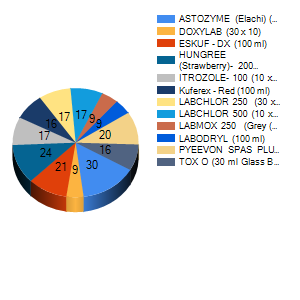 ASTOZYME (Elachi) (...
DOXYLAB (30 x 10)
ESKUF - DX (100 ml)
HUNGREE
(Strawberry)- 200...
ITROZOLE- 100 (10 x...
Kuferex - Red (100 ml)
LABCHLOR 250 (30 x...
LABCHLOR 500 (10 x...
LABMOX 250 (Grey (...
LABODRYL (100 ml)
PYEEVON SPAS PLU...
TOX O (30 ml Glass B...
17
9
9
17
16
20
17
16
24
21
9
30